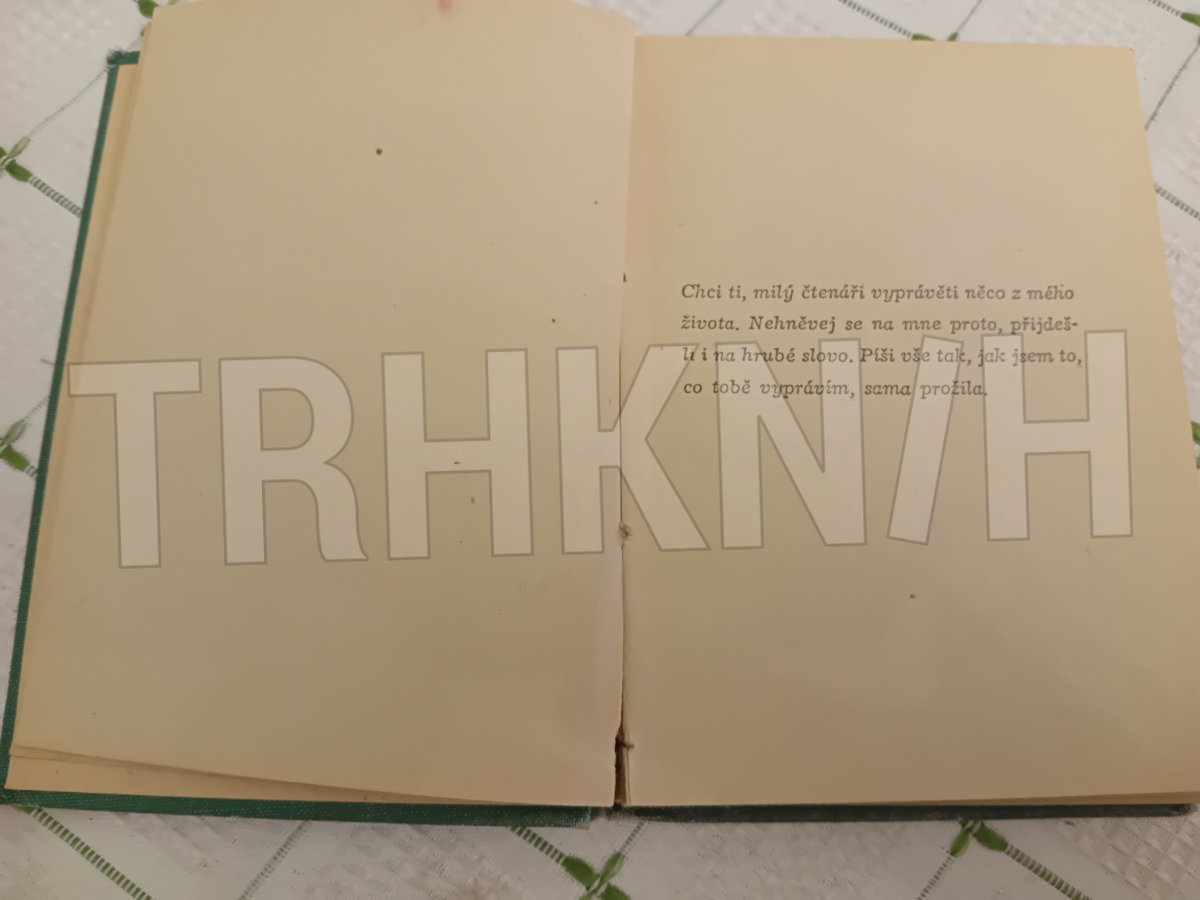 Chci ti, milý čtenáři vyprávěti něco z mého
života. Nehněvej se na mne proto, přijdeš-
li i na hrubé slovo. Píši vše tak, jak jsem to,
co tobě vyprávím, sama prožila.
TRHKN/H